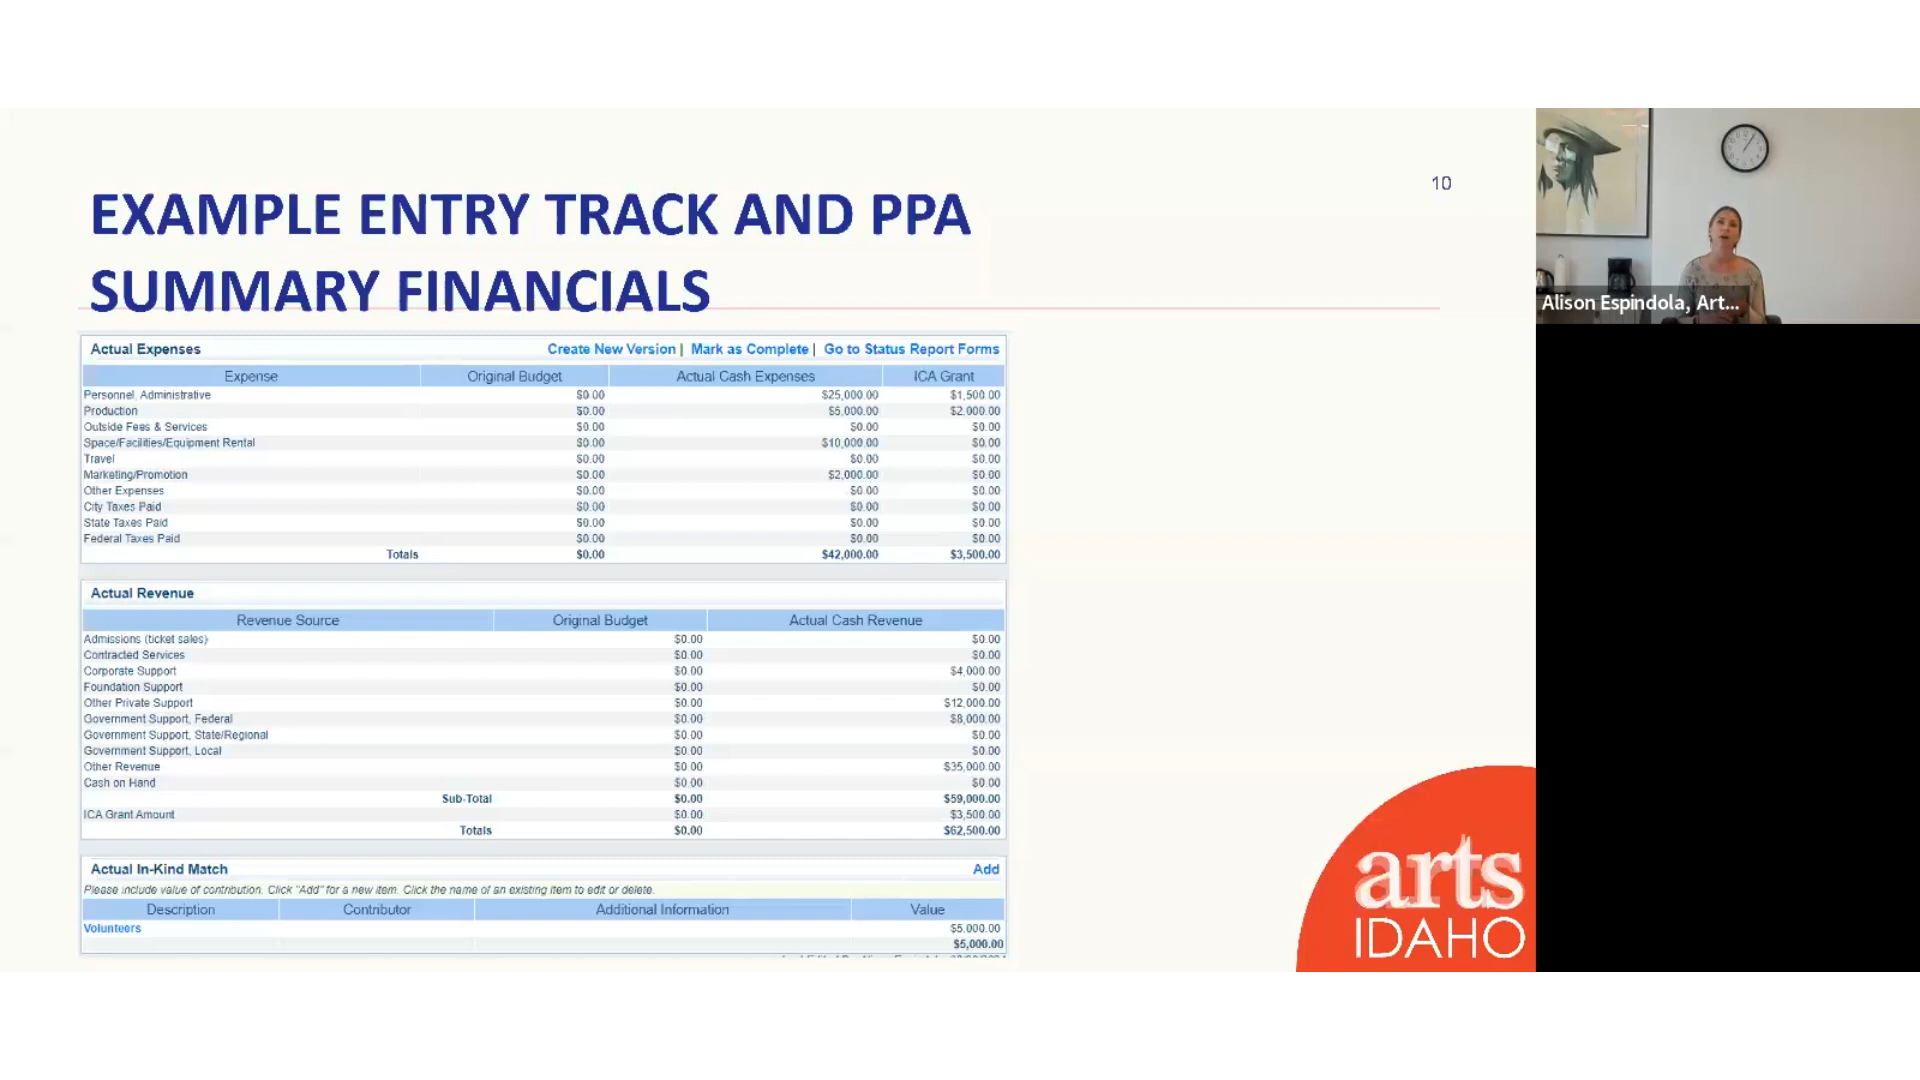 EXAMPLE ENTRY TRACK AND PPA
SUMMARY FINANCIALS
10
Alison Espindola, Art...
Actual Expenses Create New Version | Mark as Complete | Go to Status Report Forms
Expense Original Budget Actual Cash Expenses ICA Grant
Personnel, Administrative $0.00 $25,000.00 $1,500.00
Production $0.00 $5,000.00 $2,000.00
Outside Fees & Services $0.00 $0.00 $0.00
Space/Facilities/Equipment Rental $0.00 $10,000.00 $0.00
Travel $0.00 $0.00 $0.00
Marketing/Promotion $0.00 $2,000.00 $0.00
Other Expenses $0.00 $0.00 $0.00
City Taxes Paid $0.00 $0.00 $0.00
State Taxes Paid $0.00 $0.00 $0.00
Federal Taxes Paid $0.00 $0.00 $0.00
Totals $0.00 $42,000.00 $3,500.00
Actual Revenue
Revenue Source Original Budget Actual Cash Revenue
Admissions (ticket sales) $0.00 $0.00
Contracted Services $0.00 $0.00
Corporate Support $0.00 $4,000.00
Foundation Support $0.00 $0.00
Other Private Support $0.00 $12,000.00
Government Support, Federal $0.00 $8,000.00
Government Support, State/Regional $0.00 $0.00
Government Support, Local $0.00 $0.00
Other Revenue $0.00 $35,000.00
Cash on Hand $0.00 $0.00
Sub-Total $0.00 $59,000.00
ICA Grant Amount $0.00 $3,500.00
Totals $0.00 $62,500.00
Actual In-Kind Match Add
Please include value of contribution. Click "Add" for a new item. Click the name of an existing item to edit or delete.
Description Contributor Additional Information Value
Volunteers $5,000.00
$5,000.00
arts
IDAHO